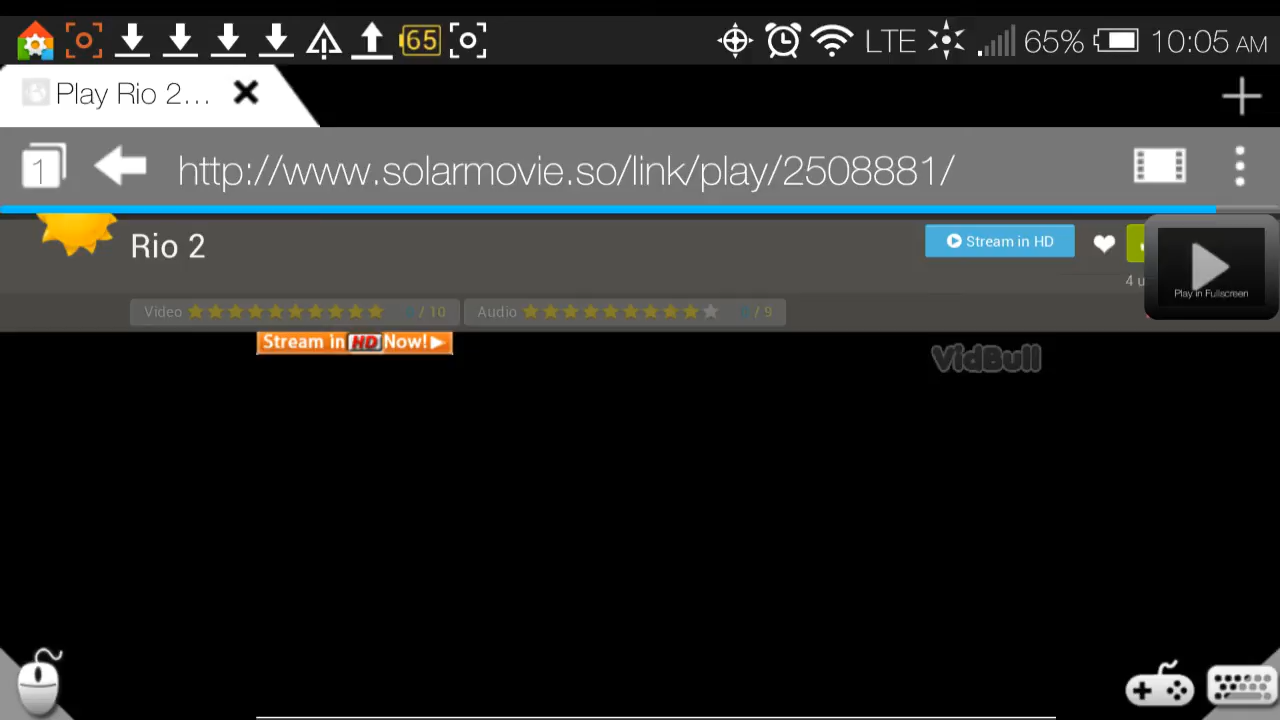 65 LTE 65% 10:05 AM
Play Rio 2...
1 http://www.solarmovie.so/link/play/2508881/
Rio 2 Stream in HD
Play in Fullscreen
4 u
Video / 10 Audio / 9
Stream in HD Now!
VidBull